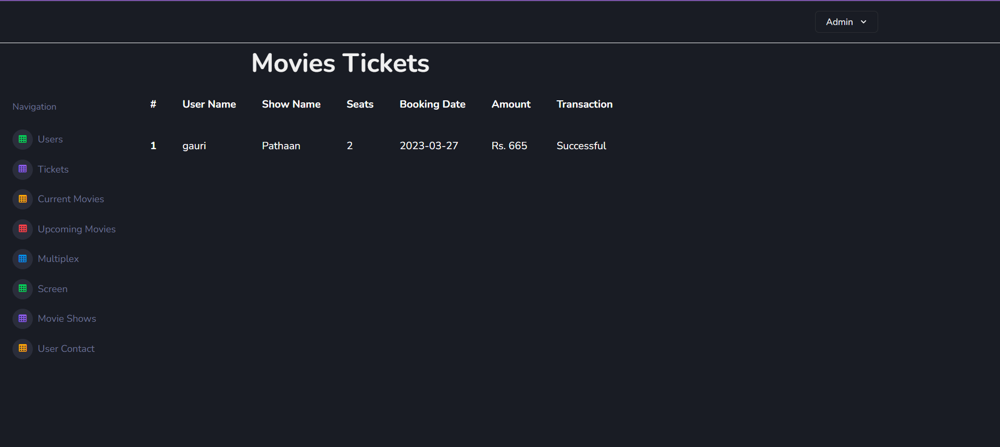 Admin
Movies Tickets
Navigation
Users
Tickets
Current Movies
Upcoming Movies
Multiplex
Screen
Movie Shows
User Contact
# User Name Show Name Seats Booking Date Amount Transaction
1 gauri Pathaan 2 2023-03-27 Rs. 665 Successful